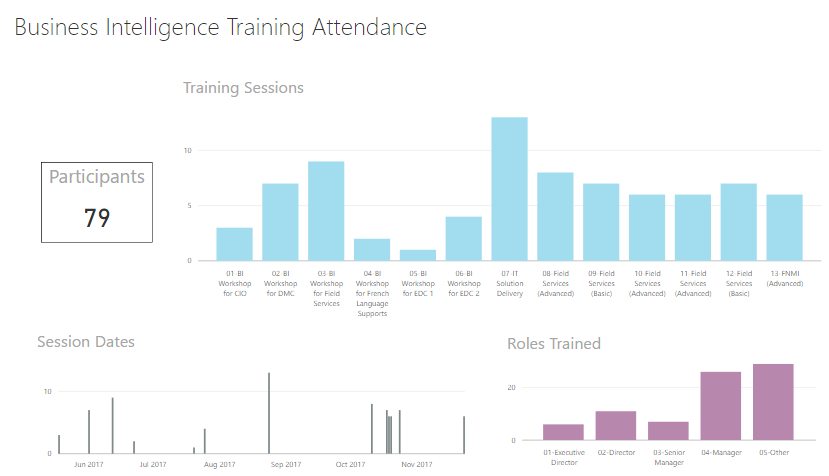 Business Intelligence Training Attendance
Training Sessions
Participants
79
10
5
0
01-BI Workshop for CIO
02-BI Workshop for DMC
03-BI Workshop for Field Services
04-BI Workshop for French Language Supports
05-BI Workshop for EDC 1
06-BI Workshop for EDC 2
07-IT Solution Delivery
08-Field Services (Advanced)
09-Field Services (Basic)
10-Field Services (Advanced)
11-Field Services (Advanced)
12-Field Services (Basic)
13-FNMI (Advanced)
Session Dates
10
0
Jun 2017
Jul 2017
Aug 2017
Sep 2017
Oct 2017
Nov 2017
Roles Trained
20
0
01-Executive Director
02-Director
03-Senior Manager
04-Manager
05-Other